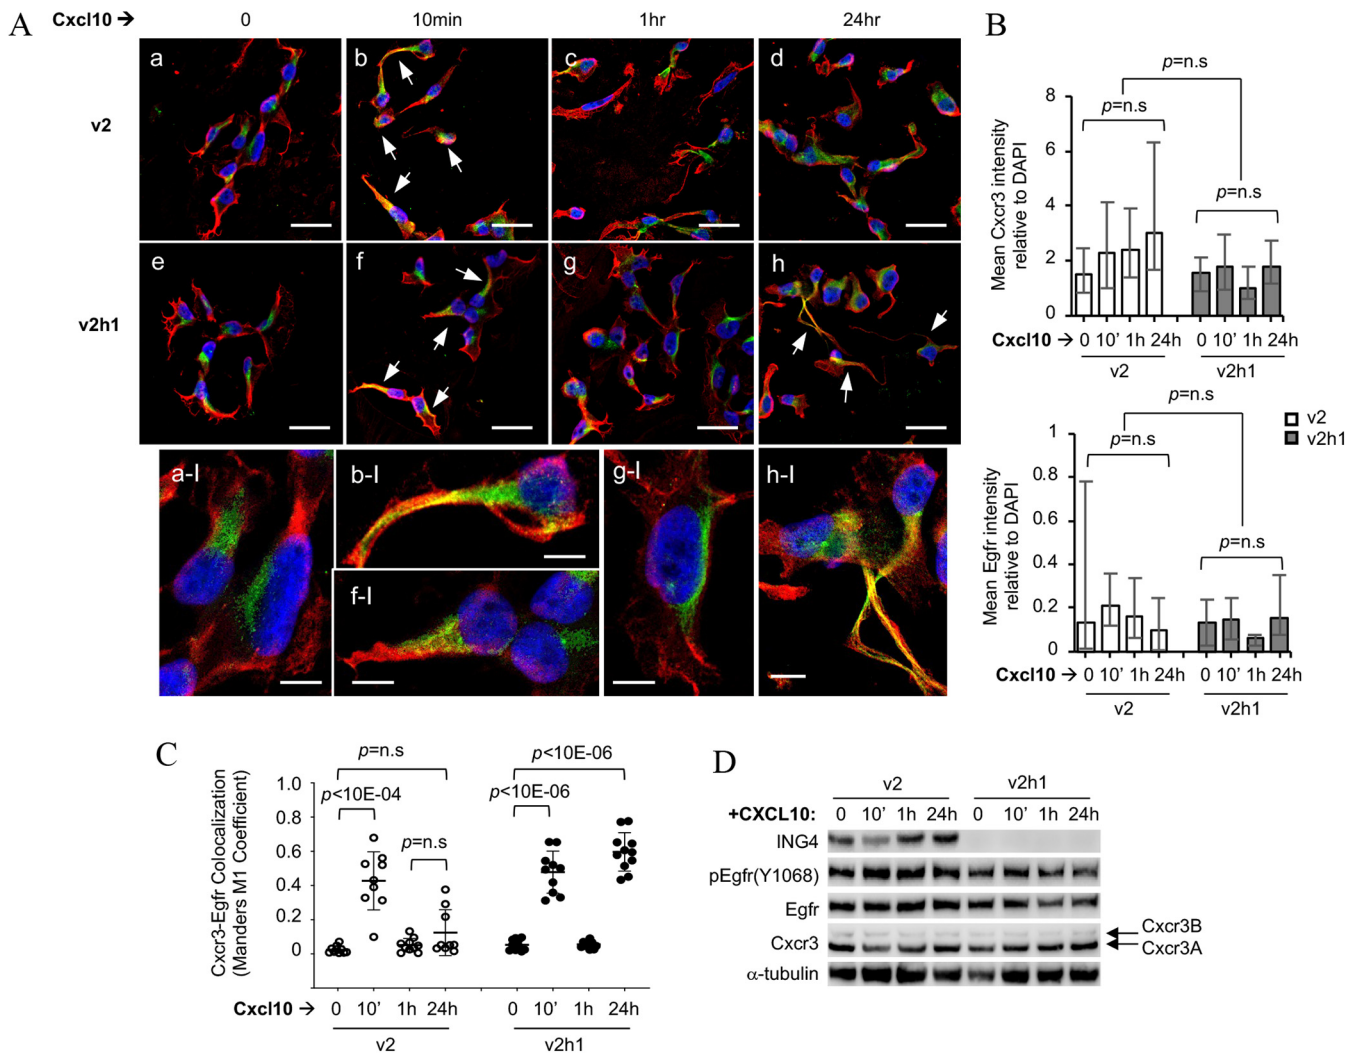 A
Cxcl10 → 0 10min 1hr 24hr
v2
a b c d
v2h1
e f g h
a-I b-I g-I h-I
f-I
B
p=n.s
p=n.s
p=n.s
Mean Cxcr3 intensity
relative to DAPI
8
6
4
2
0
Cxcl10 → 0 10' 1h 24h 0 10' 1h 24h
v2 v2h1
p=n.s
p=n.s
p=n.s
v2
v2h1
Mean Egfr intensity
relative to DAPI
1
0.8
0.6
0.4
0.2
0
Cxcl10 → 0 10' 1h 24h 0 10' 1h 24h
v2 v2h1
C
p=n.s
p<10E-04
p=n.s
p<10E-06
p<10E-06
Cxcr3-Egfr Colocalization
(Manders M1 Coefficient)
1.0
0.8
0.6
0.4
0.2
0
Cxcl10 → 0 10' 1h 24h 0 10' 1h 24h
v2 v2h1
D
v2 v2h1
+CXCL10: 0 10' 1h 24h 0 10' 1h 24h
ING4
pEgfr(Y1068)
Egfr
Cxcr3
Cxcr3B
Cxcr3A
α-tubulin